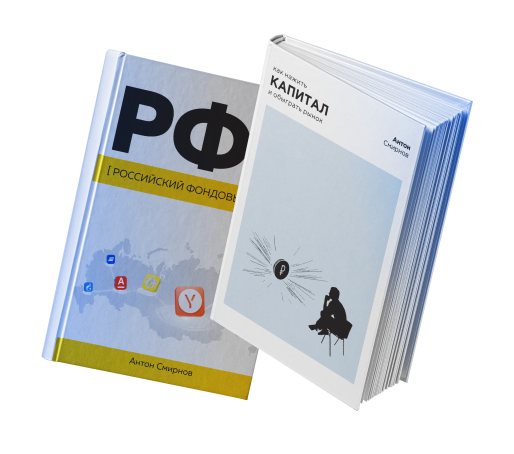 РФ
[ РОССИЙСКИЙ ФОНДОВ
Антон Смирнов
как нажить
КАПИТАЛ
и обыграть рынок
Антон
Смирнов
₽
A
Y